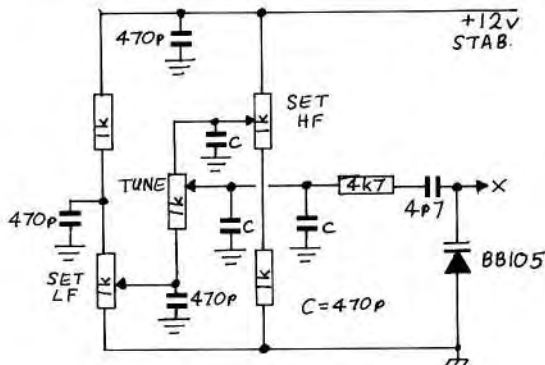 470p
+12v
STAB.
1k
SET
HF
1k
C
TUNE
1k
4k7
X
4p7
470p
C
C
SET
LF
1k
470p
1k
C=470p
BB105